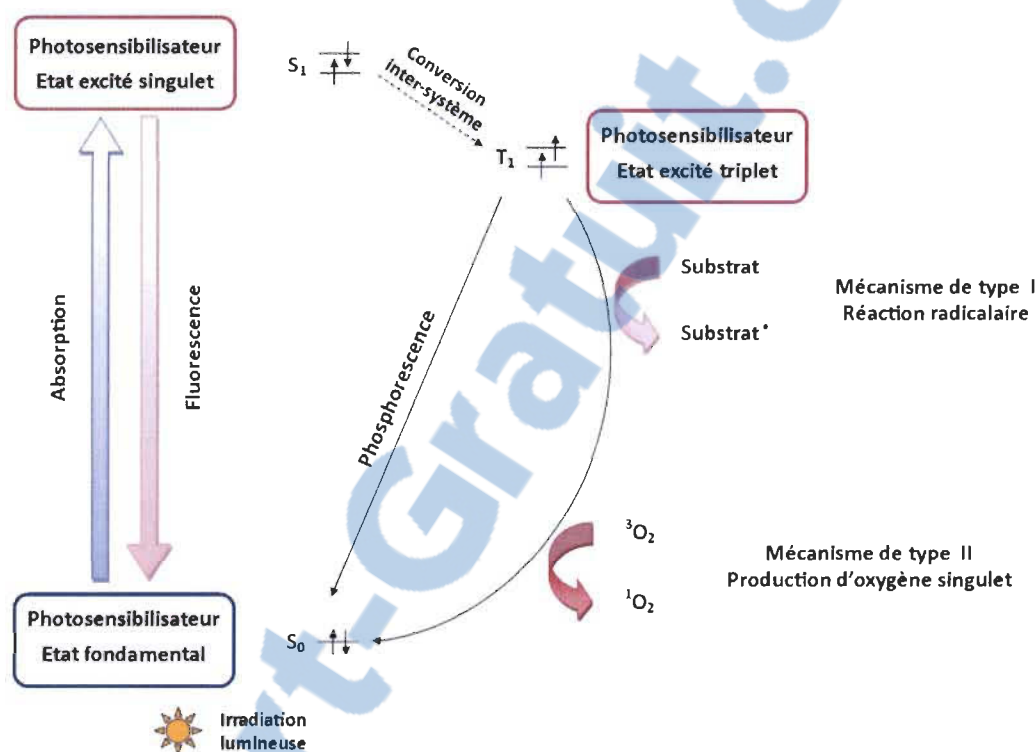 Photosensibilisateur
Etat excité singulet
S1
Conversion
inter-système
T1
Photosensibilisateur
Etat excité triplet
Absorption
Fluorescence
Phosphorescence
Substrat
Substrat•
Mécanisme de type I
Réaction radicalaire
³O₂
¹O₂
Mécanisme de type II
Production d'oxygène singulet
Photosensibilisateur
Etat fondamental
S0
Irradiation
lumineuse
t-Gratuit.